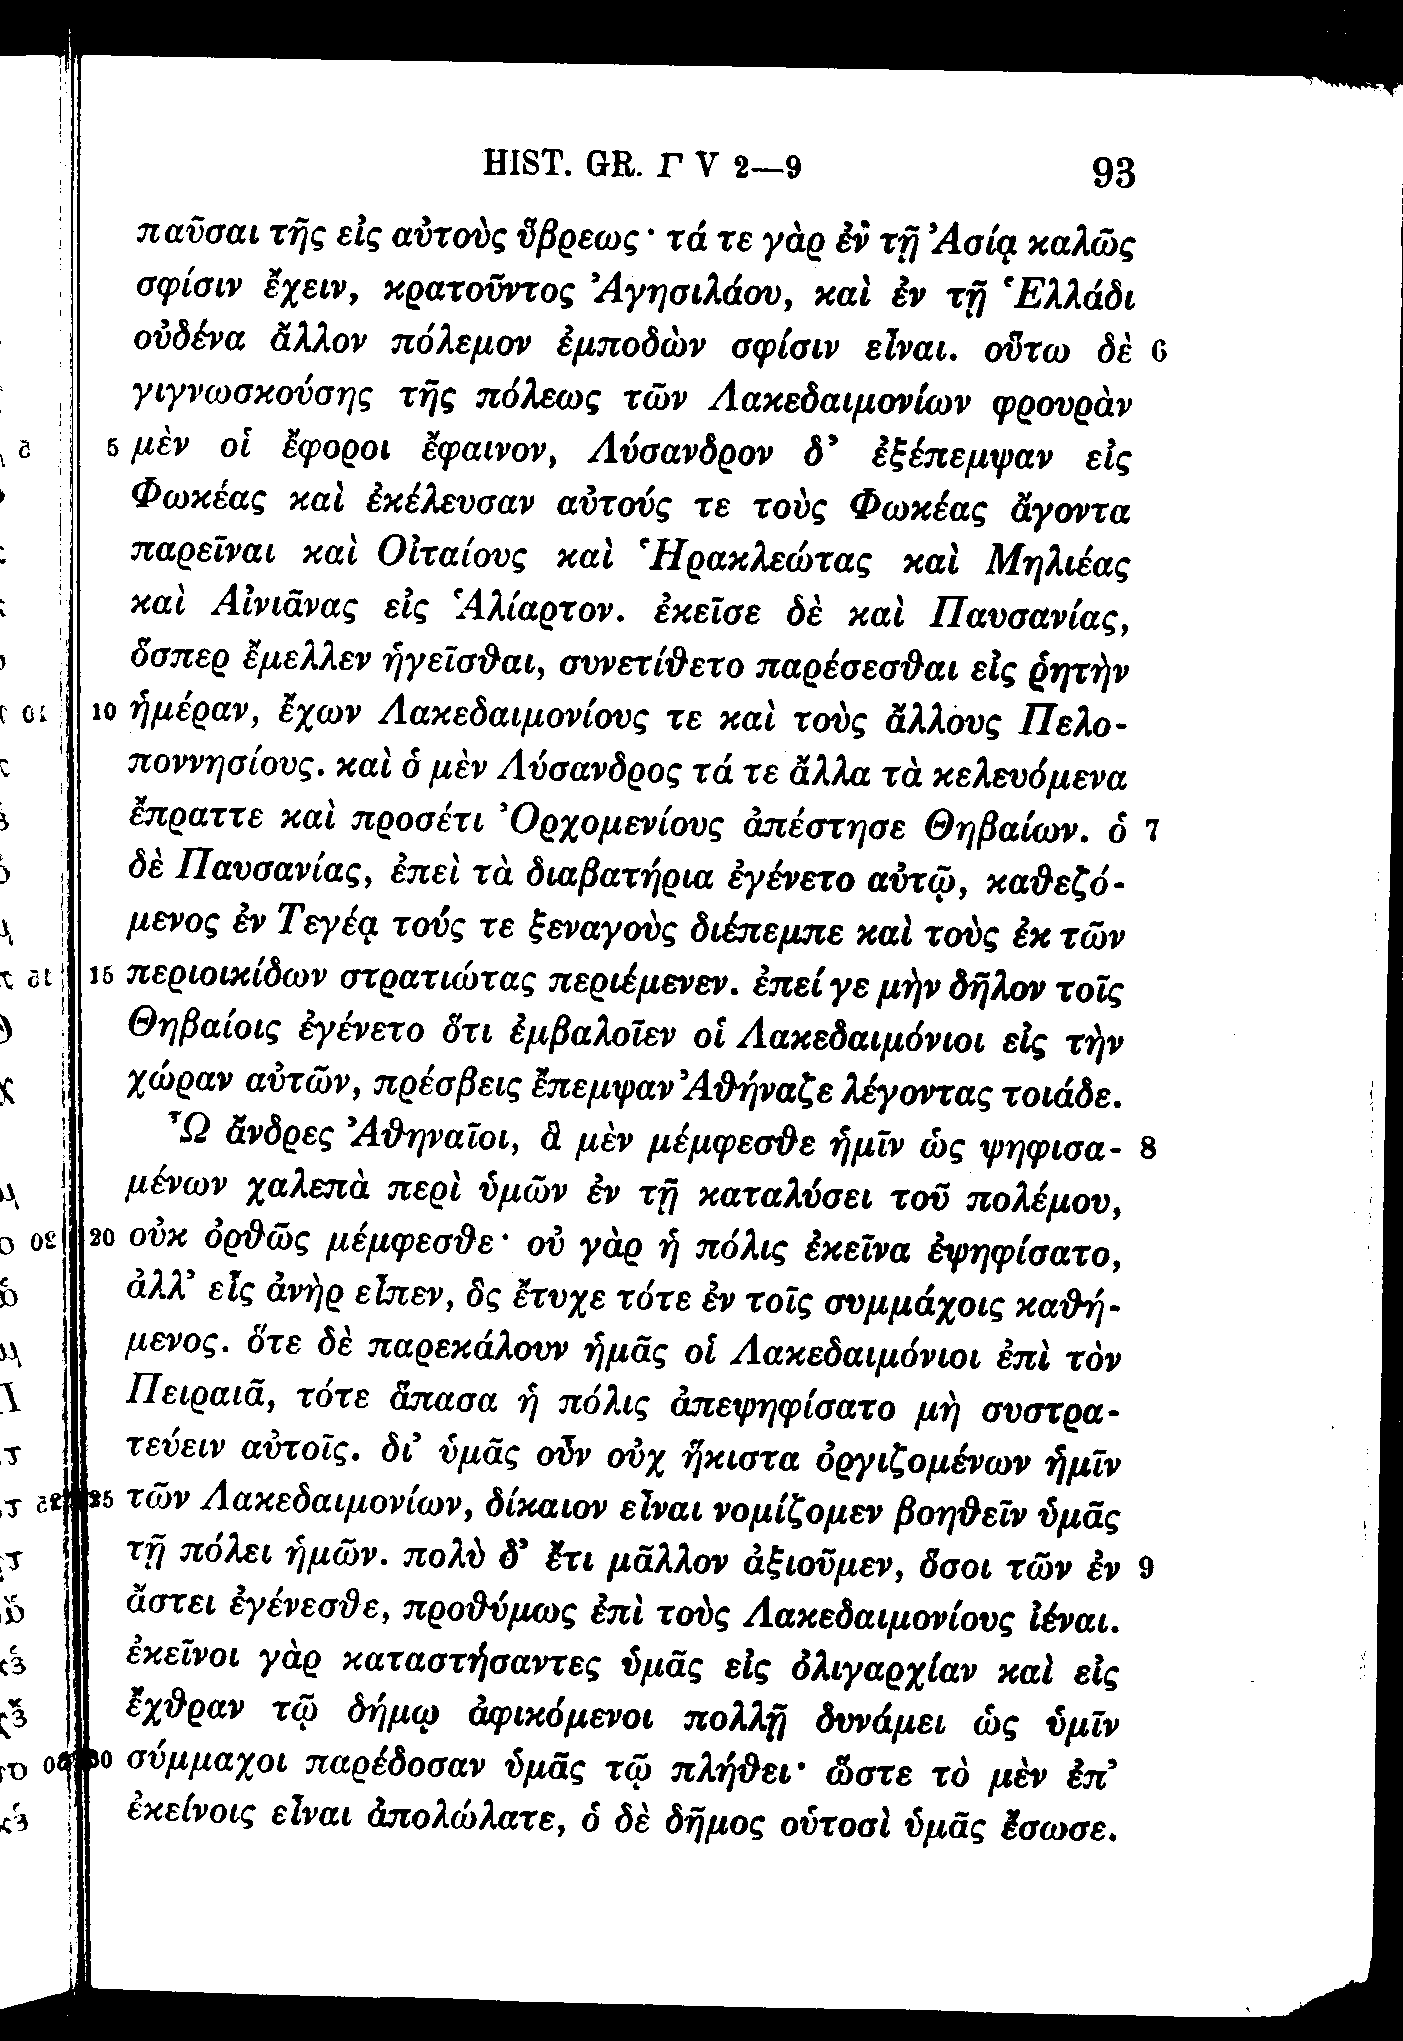 HIST. GR. Γ V 2—9 93
παῦσαι τῆς εἰς αὐτοὺς ὕβρεως· τά τε γὰρ ἐν τῇ Ἀσίᾳ καλῶς
σφίσιν ἔχειν, κρατοῦντος Ἀγησιλάου, καὶ ἐν τῇ Ἑλλάδι
οὐδένα ἄλλον πόλεμον ἐμποδὼν σφίσιν εἶναι. οὕτω δὲ 6
γιγνωσκούσης τῆς πόλεως τῶν Λακεδαιμονίων φρουρὰν
5 μὲν οἱ ἔφοροι ἔφαινον, Λύσανδρον δ’ ἐξέπεμψαν εἰς
Φωκέας καὶ ἐκέλευσαν αὐτούς τε τοὺς Φωκέας ἄγοντα
παρεῖναι καὶ Οἰταίους καὶ Ἡρακλεώτας καὶ Μηλιέας
καὶ Αἰνιᾶνας εἰς Ἁλίαρτον. ἐκεῖσε δὲ καὶ Παυσανίας,
ὅσπερ ἔμελλεν ἡγεῖσθαι, συνετίθετο παρέσεσθαι εἰς ῥητὴν
10 ἡμέραν, ἔχων Λακεδαιμονίους τε καὶ τοὺς ἄλλους Πελο-
ποννησίους. καὶ ὁ μὲν Λύσανδρος τά τε ἄλλα τὰ κελευόμενα
ἔπραττε καὶ προσέτι Ὀρχομενίους ἀπέστησε Θηβαίων. ὁ 7
δὲ Παυσανίας, ἐπεὶ τὰ διαβατήρια ἐγένετο αὐτῷ, καθεζό-
μενος ἐν Τεγέᾳ τούς τε ξεναγοὺς διέπεμπε καὶ τοὺς ἐκ τῶν
15 περιοικίδων στρατιώτας περιέμενεν. ἐπεί γε μὴν δῆλον τοῖς
Θηβαίοις ἐγένετο ὅτι ἐμβαλοῖεν οἱ Λακεδαιμόνιοι εἰς τὴν
χώραν αὐτῶν, πρέσβεις ἔπεμψαν Ἀθήναζε λέγοντας τοιάδε.
Ὦ ἄνδρες Ἀθηναῖοι, ἃ μὲν μέμφεσθε ἡμῖν ὡς ψηφισα- 8
μένων χαλεπὰ περὶ ὑμῶν ἐν τῇ καταλύσει τοῦ πολέμου,
20 οὐκ ὀρθῶς μέμφεσθε· οὐ γὰρ ἡ πόλις ἐκεῖνα ἐψηφίσατο,
ἀλλ’ εἷς ἀνὴρ εἶπεν, ὃς ἔτυχε τότε ἐν τοῖς συμμάχοις καθή-
μενος. ὅτε δὲ παρεκάλουν ἡμᾶς οἱ Λακεδαιμόνιοι ἐπὶ τὸν
Πειραιᾶ, τότε ἅπασα ἡ πόλις ἀπεψηφίσατο μὴ συστρα-
τεύειν αὐτοῖς. δι’ ὑμᾶς οὖν οὐχ ἥκιστα ὀργιζομένων ἡμῖν
25 τῶν Λακεδαιμονίων, δίκαιον εἶναι νομίζομεν βοηθεῖν ὑμᾶς
τῇ πόλει ἡμῶν. πολὺ δ’ ἔτι μᾶλλον ἀξιοῦμεν, ὅσοι τῶν ἐν 9
ἄστει ἐγένεσθε, προθύμως ἐπὶ τοὺς Λακεδαιμονίους ἰέναι.
ἐκεῖνοι γὰρ καταστήσαντες ὑμᾶς εἰς ὀλιγαρχίαν καὶ εἰς
ἔχθραν τῷ δήμῳ ἀφικόμενοι πολλῇ δυνάμει ὡς ὑμῖν
30 σύμμαχοι παρέδοσαν ὑμᾶς τῷ πλήθει· ὥστε τὸ μὲν ἐπ’
ἐκείνοις εἶναι ἀπολώλατε, ὁ δὲ δῆμος οὑτοσὶ ὑμᾶς ἔσωσε.